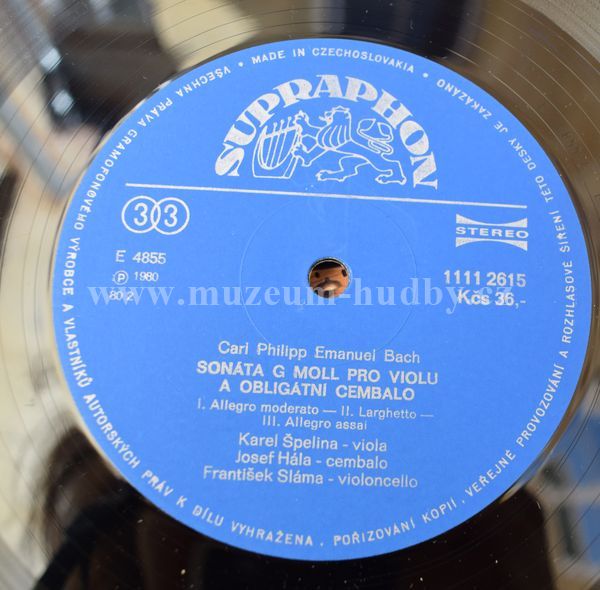 VŠECHNA PRÁVA GRAMOFONOVÉHO VÝROBCE A VLASTNÍKŮ AUTORSKÝCH PRÁV K DÍLU VYHRAŽENA . POŘIZOVÁNÍ KOPIÍ, VEŘEJNÉ PROVOZOVÁNÍ A ROZHLASOVÉ ŠÍŘENÍ TÉTO DESKY JE ZAKÁZÁNO • MADE IN CZECHOSLOVAKIA •
SUPRAPHON
33
STEREO
E 4855
Ⓟ 1980
80 2
1111 2615
Kčs 36,-
www.muzeum-hudby.cz
Carl Philipp Emanuel Bach
SONÁTA G MOLL PRO VIOLU
A OBLIGÁTNÍ CEMBALO
I. Allegro moderato — II. Larghetto —
III. Allegro assai
Karel Špelina - viola
Josef Hála - cembalo
František Sláma - violoncello